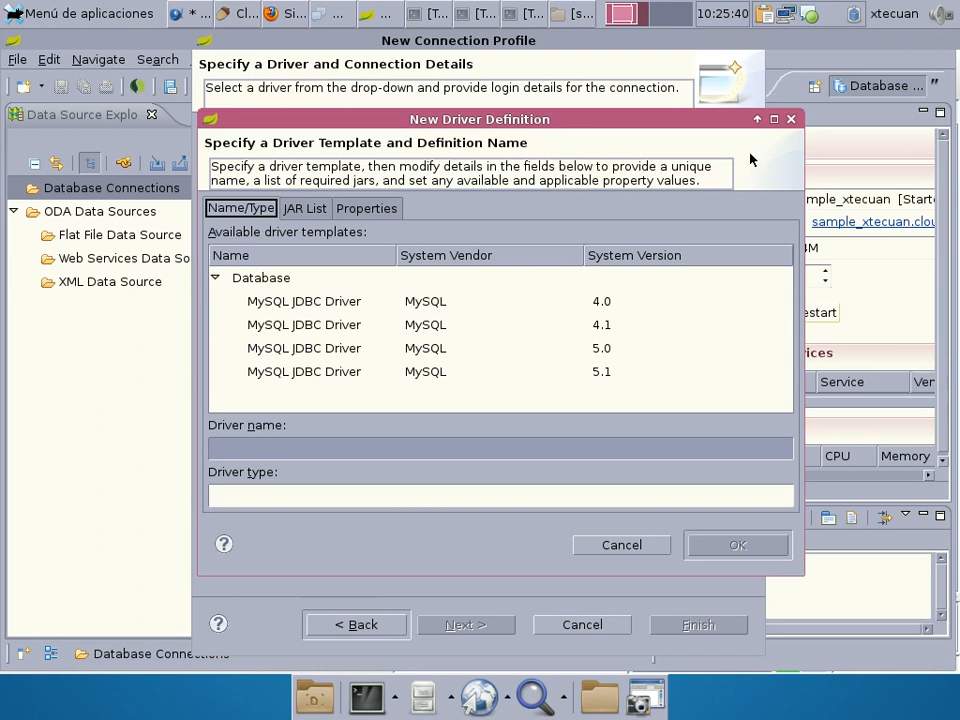 Menú de aplicaciones
* ...
Clo...
Si...
...
...
[T...
[T...
[T...
[s...
10:25:40
xtecuan
New Connection Profile
File Edit Navigate Search
Specify a Driver and Connection Details
Select a driver from the drop-down and provide login details for the connection.
Database ...
Data Source Explo
New Driver Definition
Specify a Driver Template and Definition Name
Specify a driver template, then modify details in the fields below to provide a unique
name, a list of required jars, and set any available and applicable property values.
Database Connections
ODA Data Sources
Flat File Data Source
Web Services Data So
XML Data Source
Name/Type JAR List Properties
Available driver templates:
Name System Vendor System Version
Database
MySQL JDBC Driver MySQL 4.0
MySQL JDBC Driver MySQL 4.1
MySQL JDBC Driver MySQL 5.0
MySQL JDBC Driver MySQL 5.1
Driver name:
Driver type:
? Cancel OK
mple_xtecuan [Starte
sample_xtecuan.clou
M
estart
ices
Service Ver
CPU Memory
? < Back Next > Cancel Finish
Database Connections